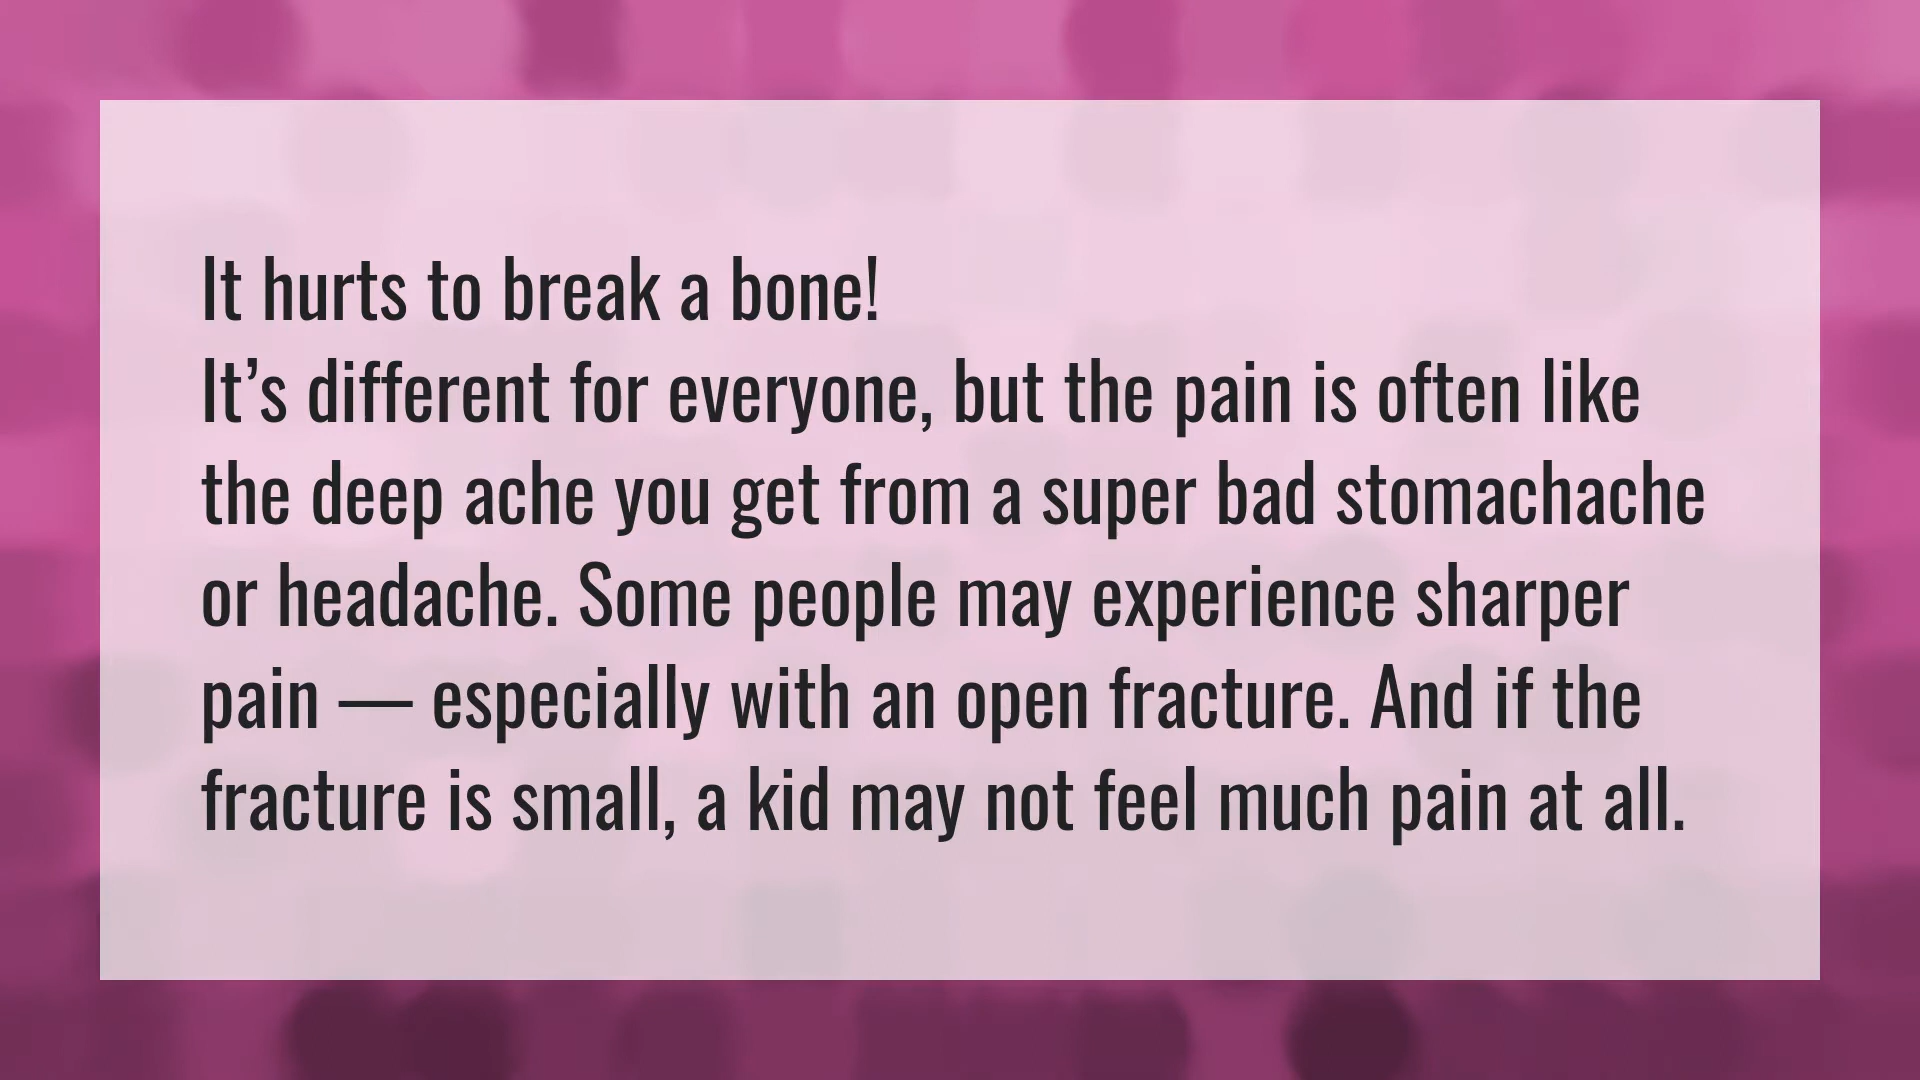 It hurts to break a bone!
It’s different for everyone, but the pain is often like
the deep ache you get from a super bad stomachache
or headache. Some people may experience sharper
pain — especially with an open fracture. And if the
fracture is small, a kid may not feel much pain at all.